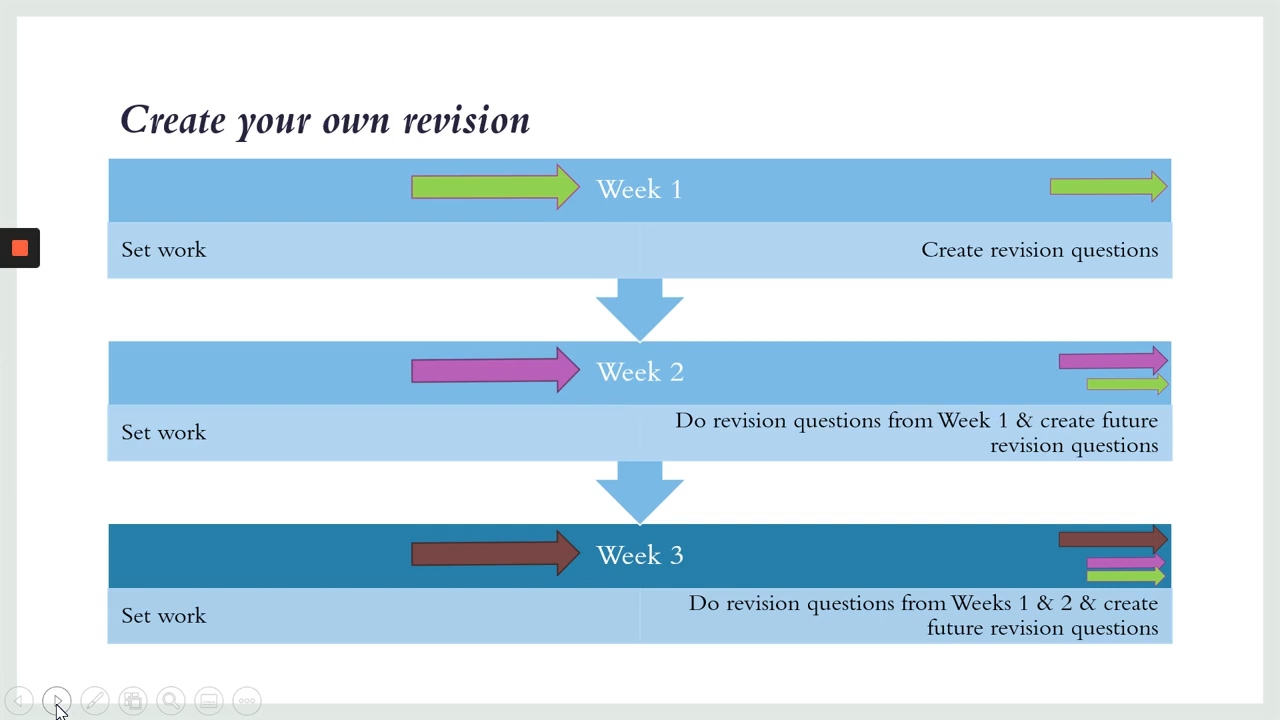 Create your own revision
Week 1
Set work
Create revision questions
Week 2
Set work
Do revision questions from Week 1 & create future
revision questions
Week 3
Set work
Do revision questions from Weeks 1 & 2 & create
future revision questions